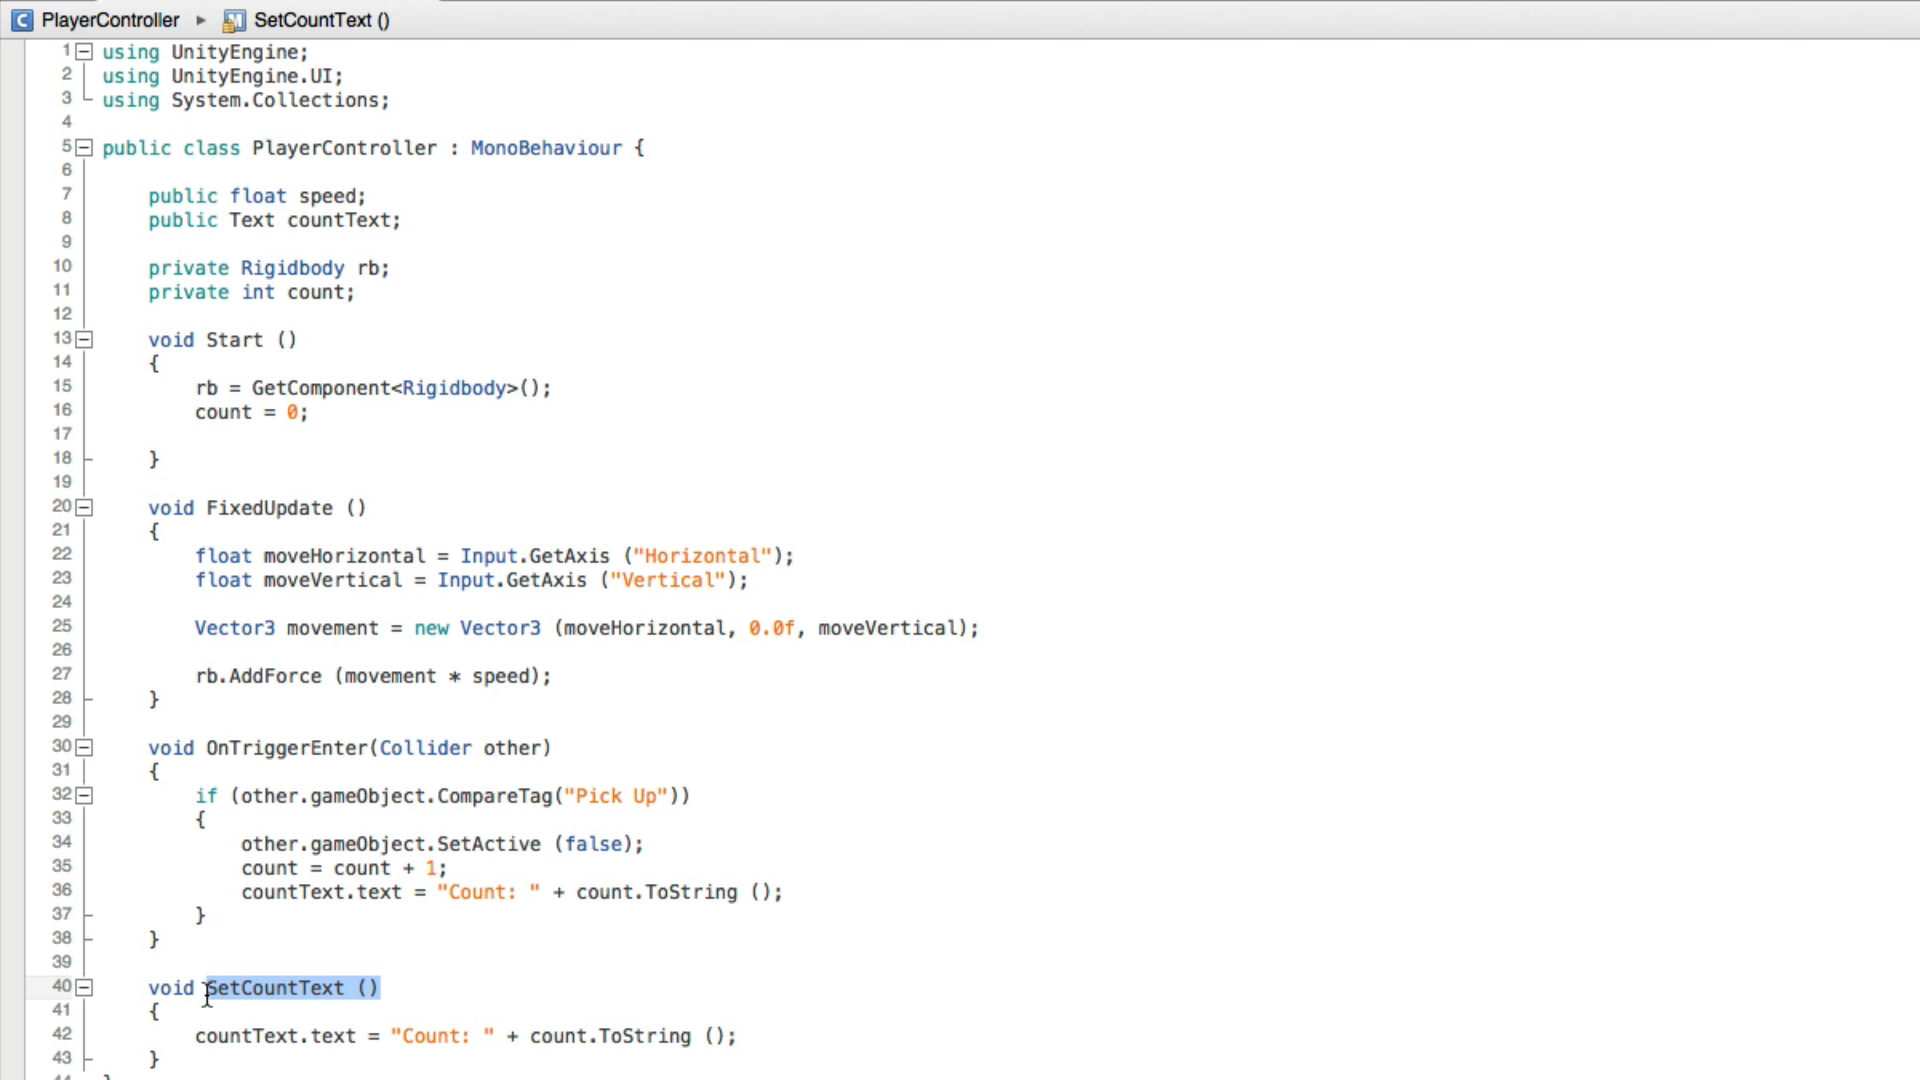 PlayerController ▸ SetCountText ()
1 using UnityEngine;
2 using UnityEngine.UI;
3 using System.Collections;
4
5 public class PlayerController : MonoBehaviour {
6
7 public float speed;
8 public Text countText;
9
10 private Rigidbody rb;
11 private int count;
12
13 void Start ()
14 {
15 rb = GetComponent<Rigidbody>();
16 count = 0;
17
18 }
19
20 void FixedUpdate ()
21 {
22 float moveHorizontal = Input.GetAxis ("Horizontal");
23 float moveVertical = Input.GetAxis ("Vertical");
24
25 Vector3 movement = new Vector3 (moveHorizontal, 0.0f, moveVertical);
26
27 rb.AddForce (movement * speed);
28 }
29
30 void OnTriggerEnter(Collider other)
31 {
32 if (other.gameObject.CompareTag("Pick Up"))
33 {
34 other.gameObject.SetActive (false);
35 count = count + 1;
36 countText.text = "Count: " + count.ToString ();
37 }
38 }
39
40 void SetCountText ()
41 {
42 countText.text = "Count: " + count.ToString ();
43 }